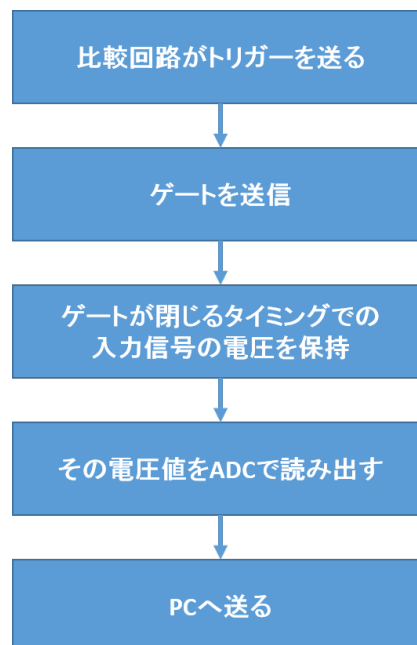 比較回路がトリガーを送る
ゲートを送信
ゲートが閉じるタイミングでの
入力信号の電圧を保持
その電圧値をADCで読み出す
PCへ送る